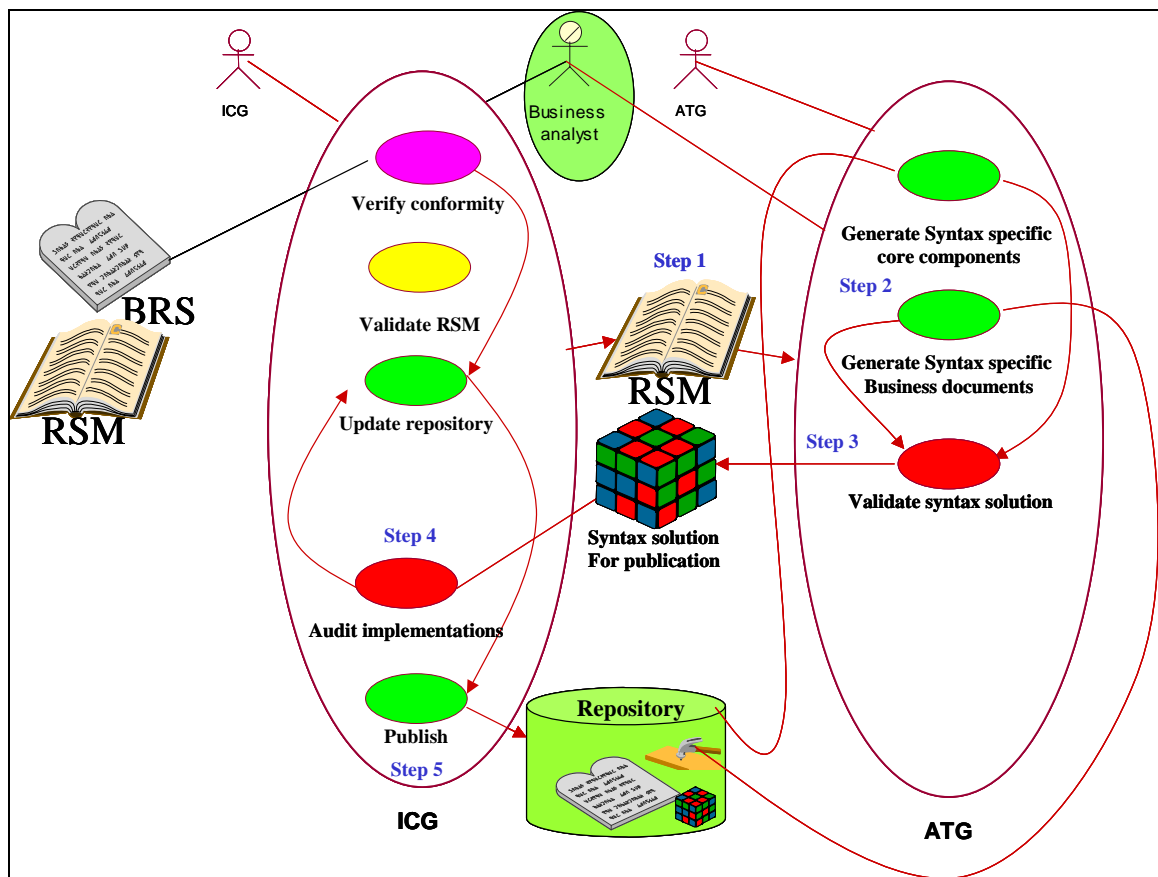 ICG
Business
analyst
ATG
Verify conformity
BRS
RSM
Validate RSM
Update repository
Step 1
RSM
Generate Syntax specific
core components
Step 2
Generate Syntax specific
Business documents
Step 3
Validate syntax solution
Syntax solution
For publication
Step 4
Audit implementations
Publish
Step 5
ICG
Repository
ATG